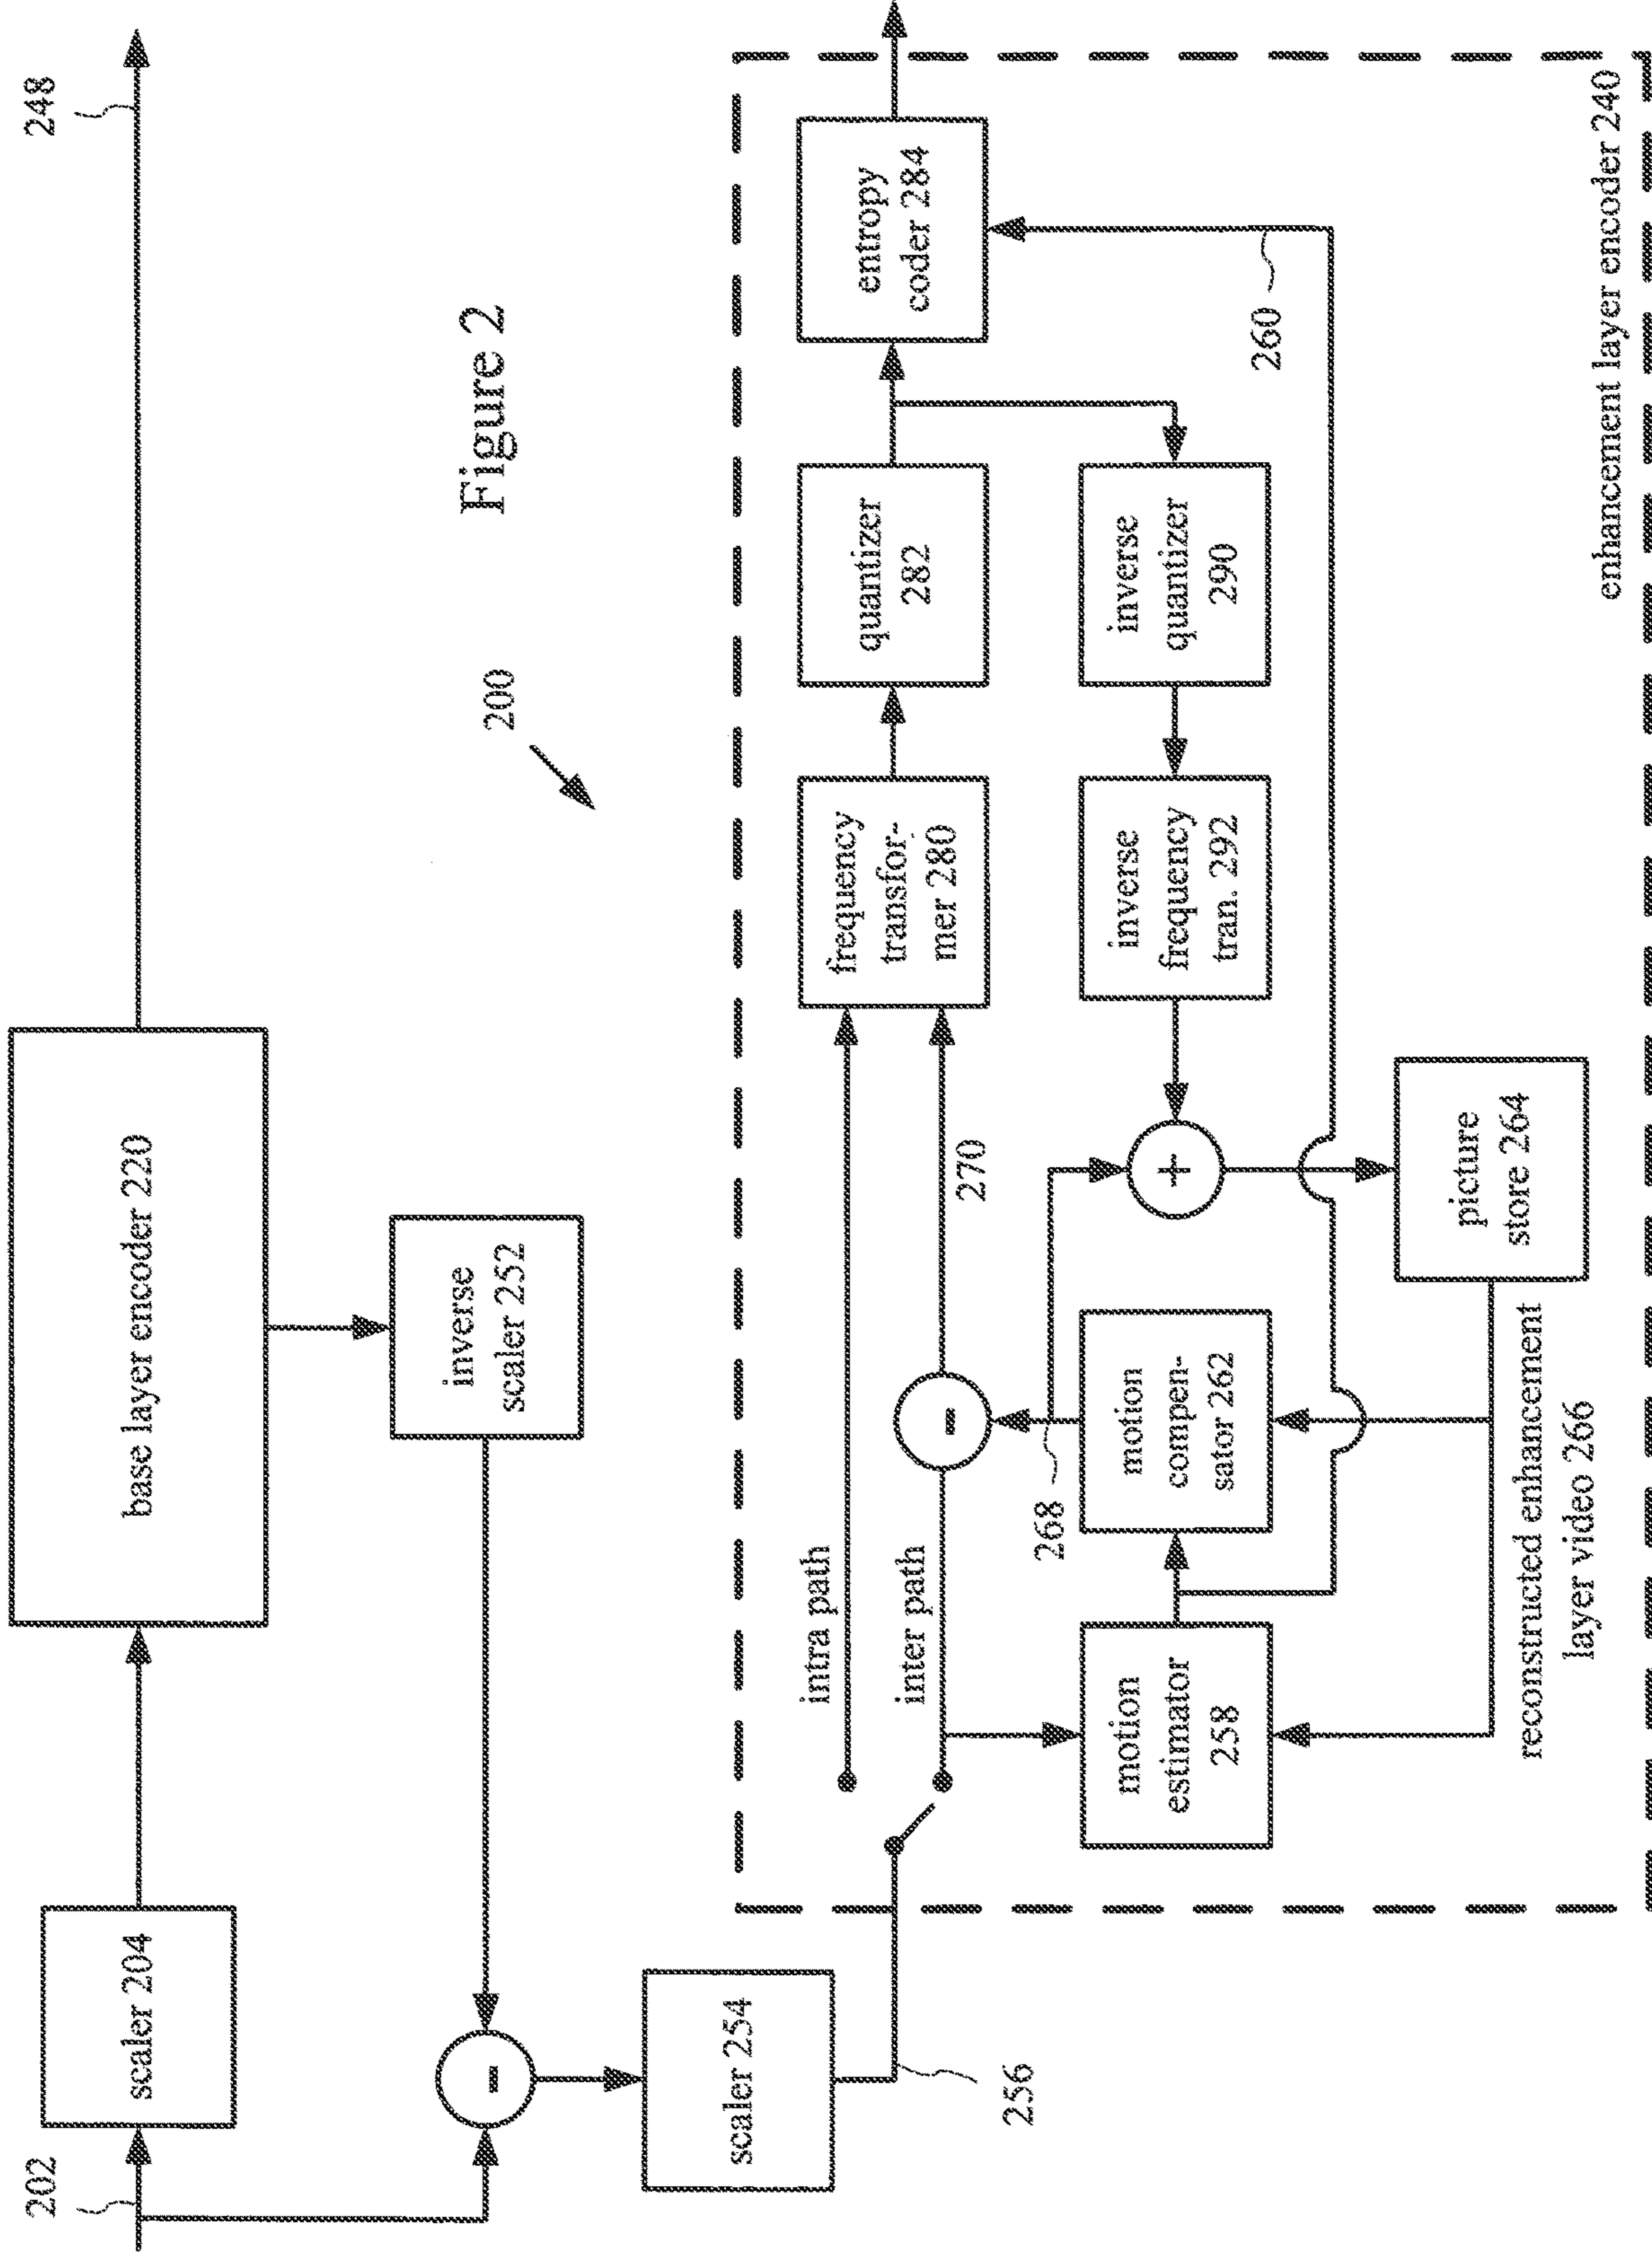 202
scaler 204
base layer encoder 220
248
inverse
scaler 252
Figure 2
200
scaler 254
256
intra path
inter path
frequency
transfor-
mer 280
quantizer
282
entropy
coder 284
270
268
motion
estimator
258
motion
compen-
sator 262
inverse
frequency
tran. 292
inverse
quantizer
290
260
picture
store 264
reconstructed enhancement
layer video 266
enhancement layer encoder 240